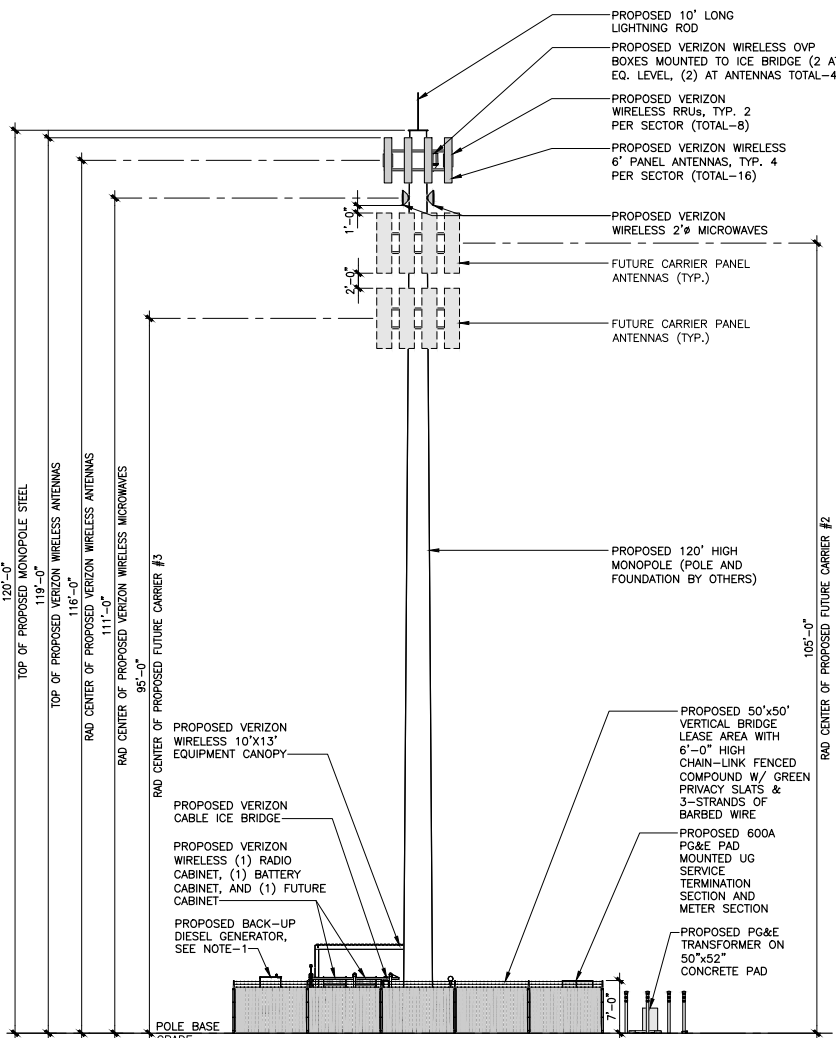 PROPOSED 10' LONG
LIGHTNING ROD
PROPOSED VERIZON WIRELESS OVP
BOXES MOUNTED TO ICE BRIDGE (2 AT
EQ. LEVEL, (2) AT ANTENNAS TOTAL-4
PROPOSED VERIZON
WIRELESS RRUs, TYP. 2
PER SECTOR (TOTAL-8)
PROPOSED VERIZON WIRELESS
6' PANEL ANTENNAS, TYP. 4
PER SECTOR (TOTAL-16)
PROPOSED VERIZON
WIRELESS 2'ø MICROWAVES
FUTURE CARRIER PANEL
ANTENNAS (TYP.)
FUTURE CARRIER PANEL
ANTENNAS (TYP.)
1'-0"
2'-0"
120'-0"
TOP OF PROPOSED MONOPOLE STEEL
119'-0"
TOP OF PROPOSED VERIZON WIRELESS ANTENNAS
116'-0"
RAD CENTER OF PROPOSED VERIZON WIRELESS ANTENNAS
111'-0"
RAD CENTER OF PROPOSED VERIZON WIRELESS MICROWAVES
95'-0"
RAD CENTER OF PROPOSED FUTURE CARRIER #3
105'-0"
RAD CENTER OF PROPOSED FUTURE CARRIER #2
PROPOSED 120' HIGH
MONOPOLE (POLE AND
FOUNDATION BY OTHERS)
PROPOSED VERIZON
WIRELESS 10'X13'
EQUIPMENT CANOPY
PROPOSED VERIZON
CABLE ICE BRIDGE
PROPOSED VERIZON
WIRELESS (1) RADIO
CABINET, (1) BATTERY
CABINET, AND (1) FUTURE
CABINET
PROPOSED BACK-UP
DIESEL GENERATOR,
SEE NOTE-1
PROPOSED 50'x50'
VERTICAL BRIDGE
LEASE AREA WITH
6'-0" HIGH
CHAIN-LINK FENCED
COMPOUND W/ GREEN
PRIVACY SLATS &
3-STRANDS OF
BARBED WIRE
PROPOSED 600A
PG&E PAD
MOUNTED UG
SERVICE
TERMINATION
SECTION AND
METER SECTION
PROPOSED PG&E
TRANSFORMER ON
50"x52"
CONCRETE PAD
7'-0"
POLE BASE
GRADE